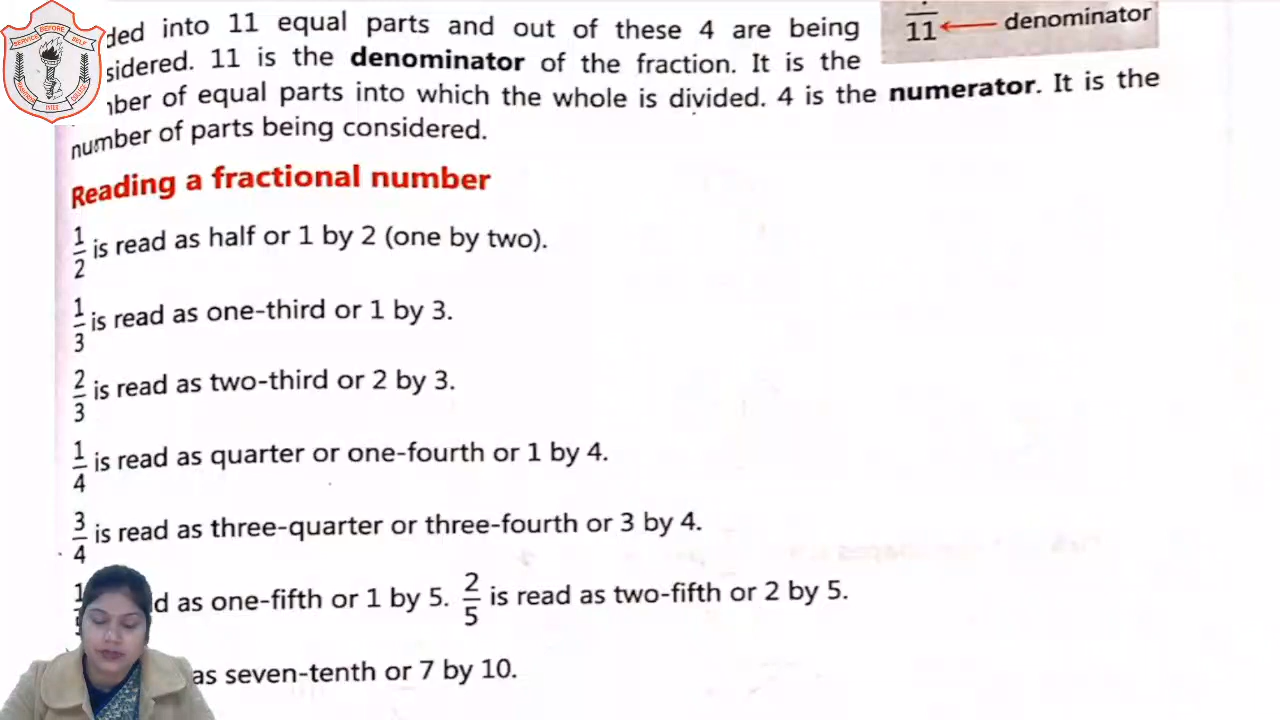 ded into 11 equal parts and out of these 4 are being
sidered. 11 is the denominator of the fraction. It is the
ber of equal parts into which the whole is divided. 4 is the numerator. It is the
number of parts being considered.
11 denominator
SERVICE BEFORE SELF
Reading a fractional number
1/2 is read as half or 1 by 2 (one by two).
1/3 is read as one-third or 1 by 3.
2/3 is read as two-third or 2 by 3.
1/4 is read as quarter or one-fourth or 1 by 4.
3/4 is read as three-quarter or three-fourth or 3 by 4.
d as one-fifth or 1 by 5. 2/5 is read as two-fifth or 2 by 5.
as seven-tenth or 7 by 10.